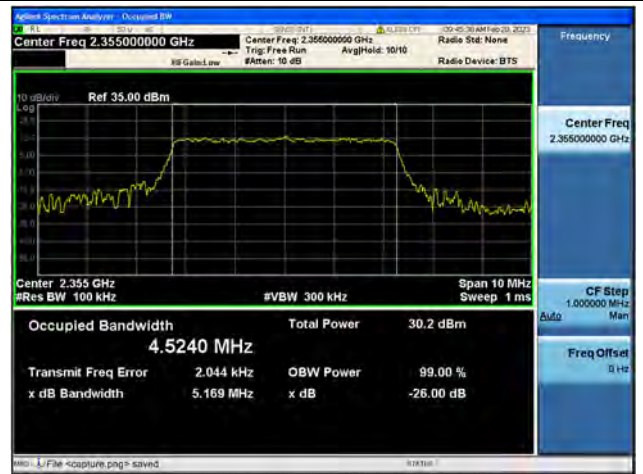 Agilent Spectrum Analyzer - Occupied BW
RL
Center Freq 2.355000000 GHz
Center Freq: 2.355000000 GHz
Radio Std: None
Trig: Free Run Avg|Hold: 10/10
#IFGain:Low #Atten: 10 dB
Radio Device: BTS
Frequency
10 dB/div Ref 35.00 dBm
Log
5.00
Center Freq
2.355000000 GHz
Center 2.355 GHz Span 10 MHz
#Res BW 100 kHz #VBW 300 kHz Sweep 1 ms
CF Step
1.000000 MHz
Auto Man
Occupied Bandwidth Total Power 30.2 dBm
4.5240 MHz
Freq Offset
0 Hz
Transmit Freq Error 2.044 kHz OBW Power 99.00 %
x dB Bandwidth 5.169 MHz x dB -26.00 dB
MSG File <capture.png> saved STATUS